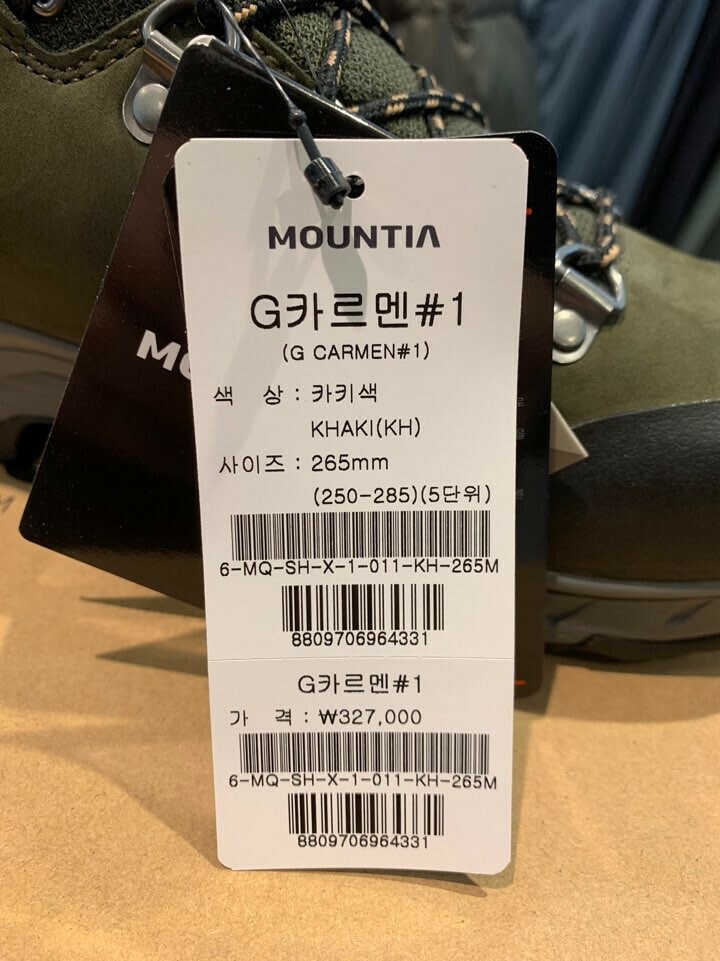 MOUNTIA
G카르멘#1
(G CARMEN#1)
색 상 : 카키색
KHAKI(KH)
사이즈 : 265mm
(250-285)(5단위)
6-MQ-SH-X-1-011-KH-265M
8809706964331
G카르멘#1
가 격 : ₩327,000
6-MQ-SH-X-1-011-KH-265M
8809706964331